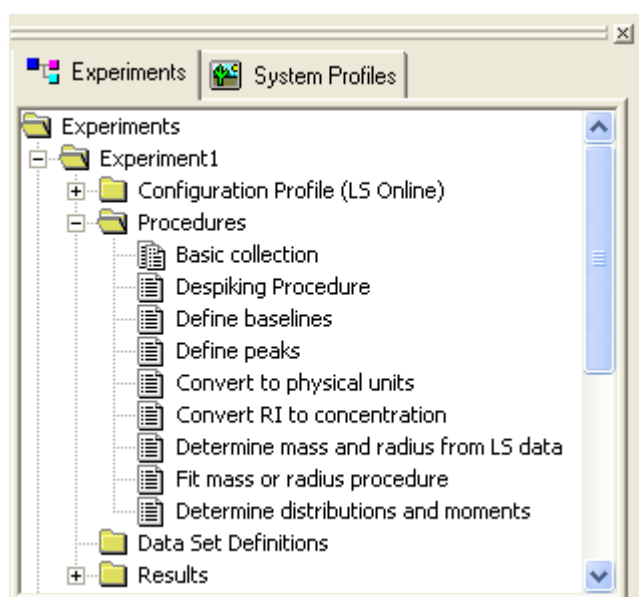 Experiments
System Profiles
Experiments
Experiment1
Configuration Profile (LS Online)
Procedures
Basic collection
Despiking Procedure
Define baselines
Define peaks
Convert to physical units
Convert RI to concentration
Determine mass and radius from LS data
Fit mass or radius procedure
Determine distributions and moments
Data Set Definitions
Results